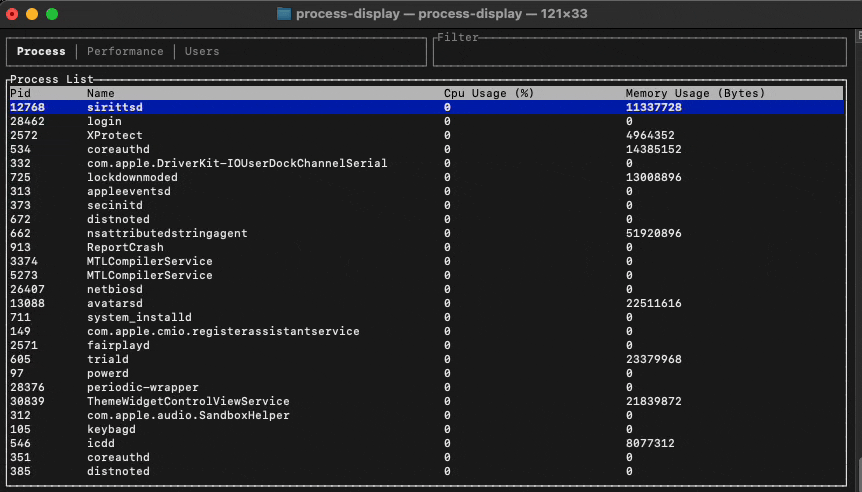 process-display — process-display — 121×33
Process | Performance | Users
Filter
Process List
Pid Name Cpu Usage (%) Memory Usage (Bytes)
12768 sirittsd 0 11337728
28462 login 0 0
2572 XProtect 0 4964352
534 coreauthd 0 14385152
332 com.apple.DriverKit-IOUserDockChannelSerial 0 0
725 lockdownmoded 0 13008896
313 appleeventsd 0 0
373 secinitd 0 0
672 distnoted 0 0
662 nsattributedstringagent 0 51920896
913 ReportCrash 0 0
3374 MTLCompilerService 0 0
5273 MTLCompilerService 0 0
26407 netbiosd 0 0
13088 avatarsd 0 22511616
711 system_installd 0 0
149 com.apple.cmio.registerassistantservice 0 0
2571 fairplayd 0 0
605 triald 0 23379968
97 powerd 0 0
28376 periodic-wrapper 0 0
30839 ThemeWidgetControlViewService 0 21839872
312 com.apple.audio.SandboxHelper 0 0
105 keybagd 0 0
546 icdd 0 8077312
351 coreauthd 0 0
385 distnoted 0 0